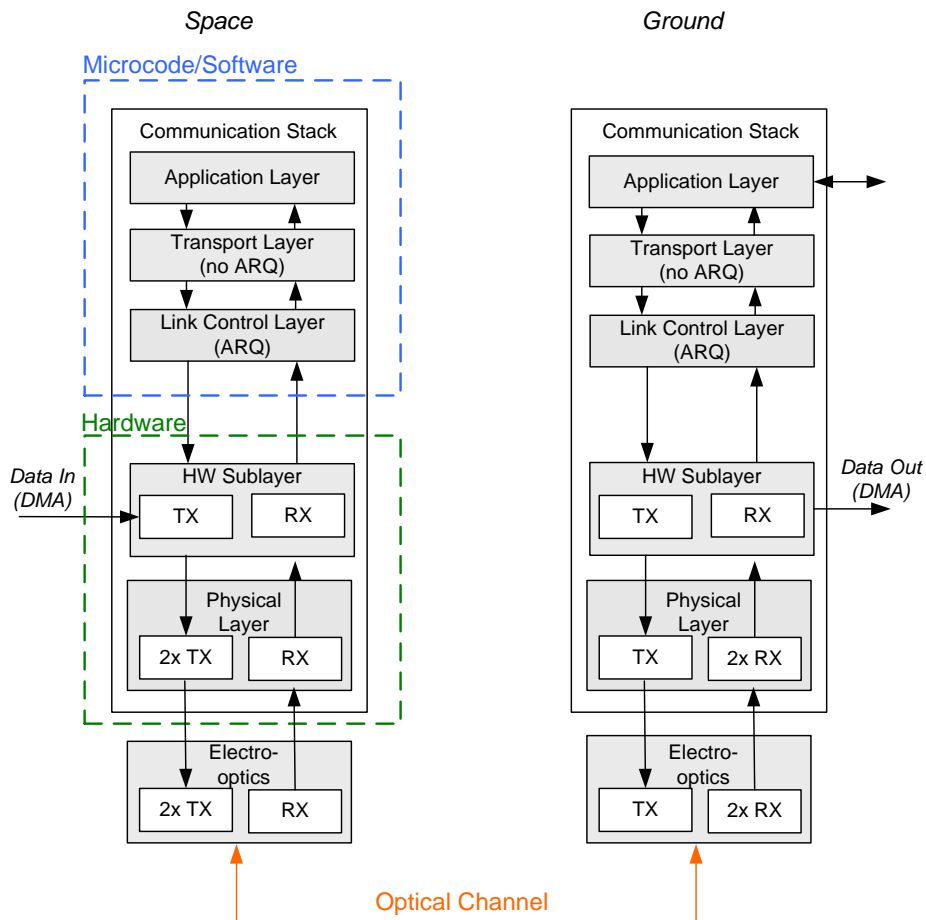 Space
Microcode/Software
Communication Stack
Application Layer
Transport Layer
(no ARQ)
Link Control Layer
(ARQ)
Hardware
Data In
(DMA)
HW Sublayer
TX
RX
Physical
Layer
2x TX
RX
Electro-
optics
2x TX
RX
Ground
Communication Stack
Application Layer
Transport Layer
(no ARQ)
Link Control Layer
(ARQ)
HW Sublayer
TX
RX
Data Out
(DMA)
Physical
Layer
TX
2x RX
Electro-
optics
TX
2x RX
Optical Channel